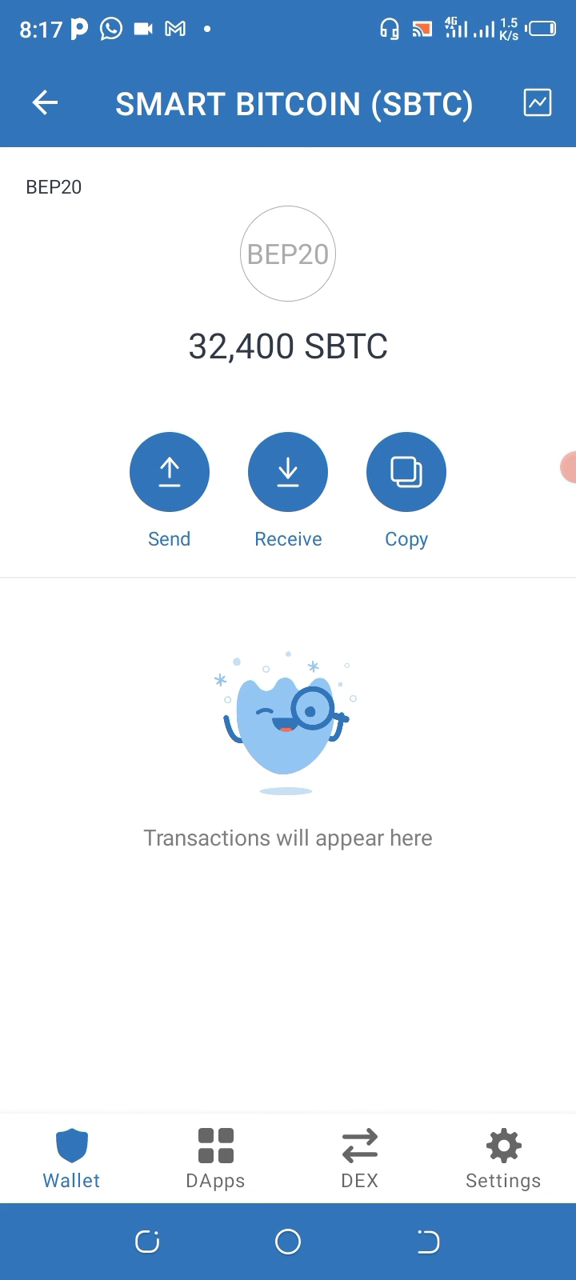 8:17
4G
1.5
K/s
SMART BITCOIN (SBTC)
BEP20
BEP20
32,400 SBTC
Send Receive Copy
Transactions will appear here
Wallet DApps DEX Settings